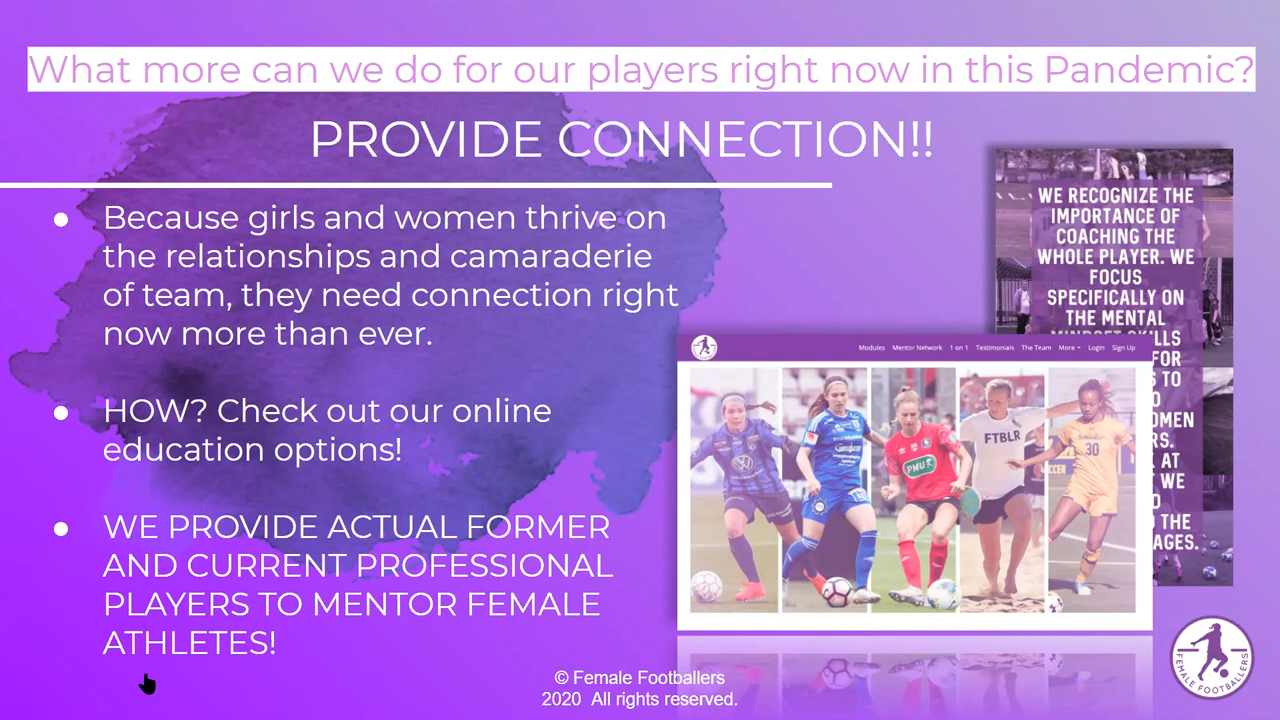 What more can we do for our players right now in this Pandemic?
PROVIDE CONNECTION!!
● Because girls and women thrive on
the relationships and camaraderie
of team, they need connection right
now more than ever.
● HOW? Check out our online
education options!
● WE PROVIDE ACTUAL FORMER
AND CURRENT PROFESSIONAL
PLAYERS TO MENTOR FEMALE
ATHLETES!
WE RECOGNIZE THE
IMPORTANCE OF
COACHING THE
WHOLE PLAYER. WE
FOCUS
SPECIFICALLY ON
THE MENTAL
Modules Mentor Network 1 on 1 Testimonials The Team More Login Sign Up
FTBLR
PMU
30
© Female Footballers
2020 All rights reserved.
FEMALE FOOTBALLERS